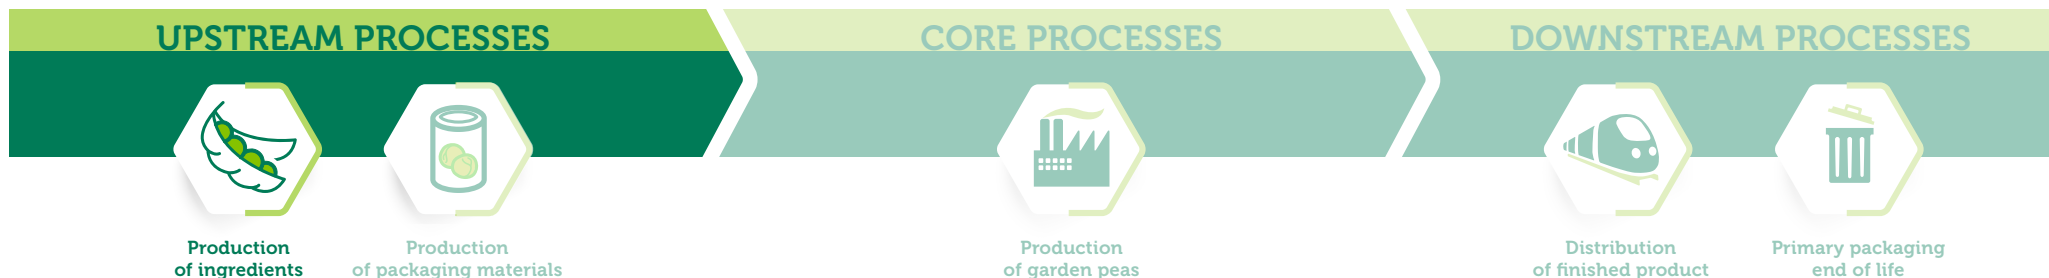 UPSTREAM PROCESSES
CORE PROCESSES
DOWNSTREAM PROCESSES
Production
of ingredients
Production
of packaging materials
Production
of garden peas
Distribution
of finished product
Primary packaging
end of life